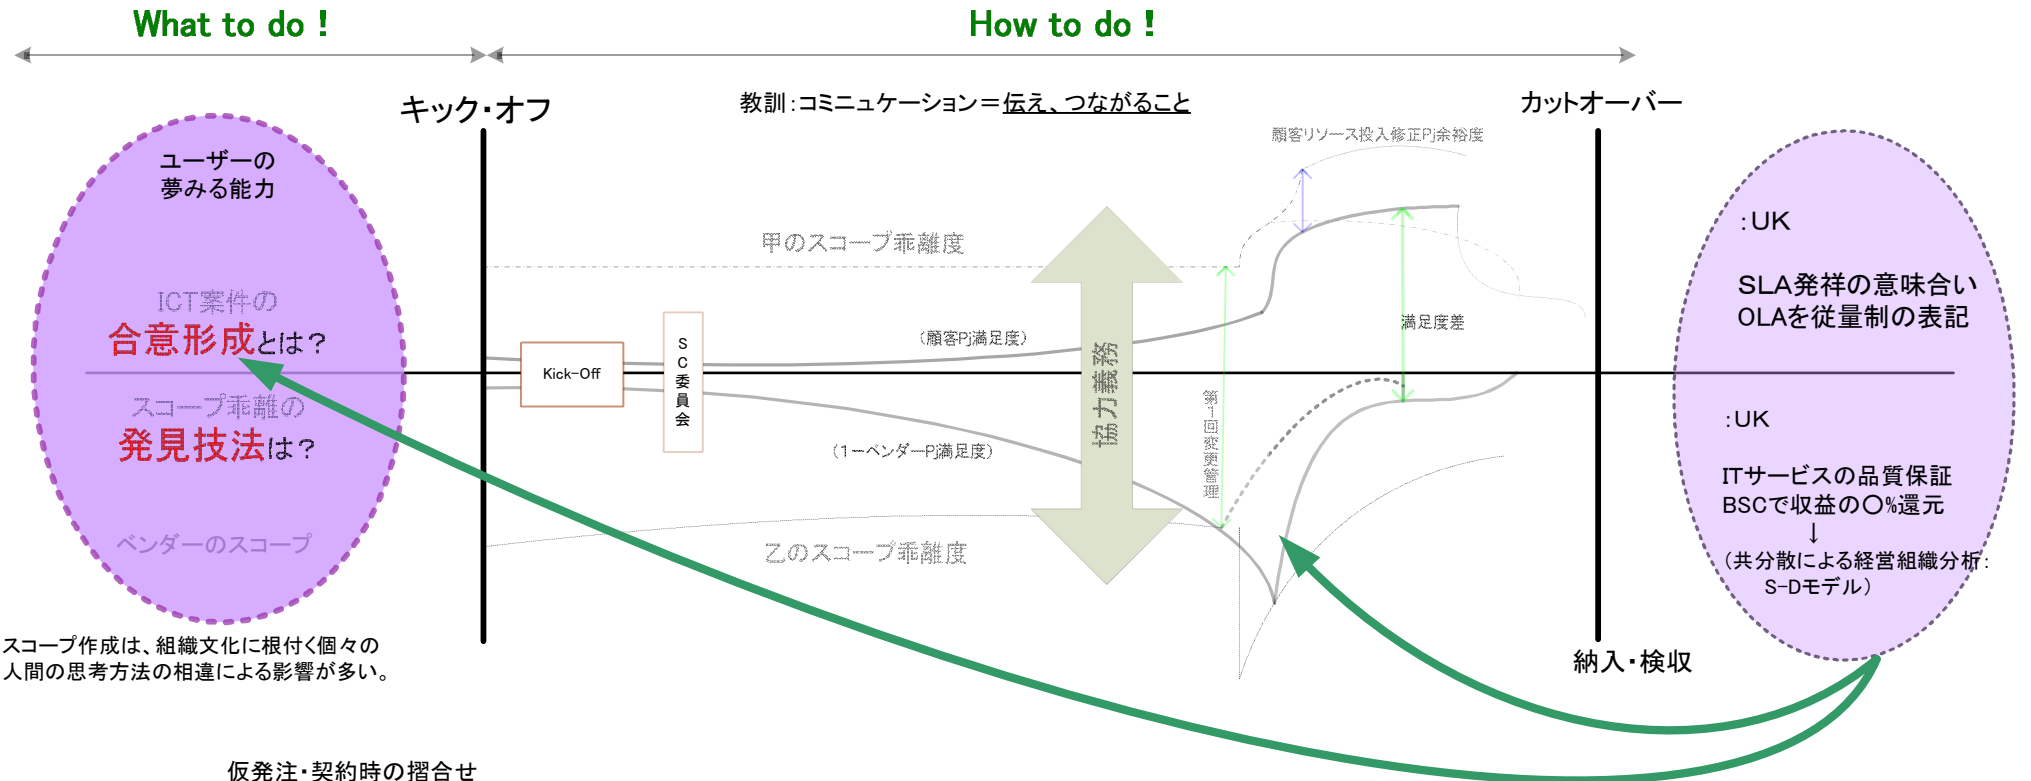 What to do !
How to do !
キック・オフ
教訓:コミニュケーション=伝え、つながること
カットオーバー
顧客リソース投入修正Pj余裕度
ユーザーの
夢みる能力
:UK
甲のスコープ乖離度
SLA発祥の意味合い
OLAを従量制の表記
ICT案件の
合意形成とは?
満足度差
(顧客Pj満足度)
SC委員会
Kick-Off
協力義務
第1回変更管理
スコープ乖離の
発見技法は?
:UK
(1-ベンダーPj満足度)
ITサービスの品質保証
BSCで収益の○%還元
↓
(共分散による経営組織分析:
S-Dモデル)
ベンダーのスコープ
乙のスコープ乖離度
スコープ作成は、組織文化に根付く個々の
人間の思考方法の相違による影響が多い。
納入・検収
仮発注・契約時の摺合せ